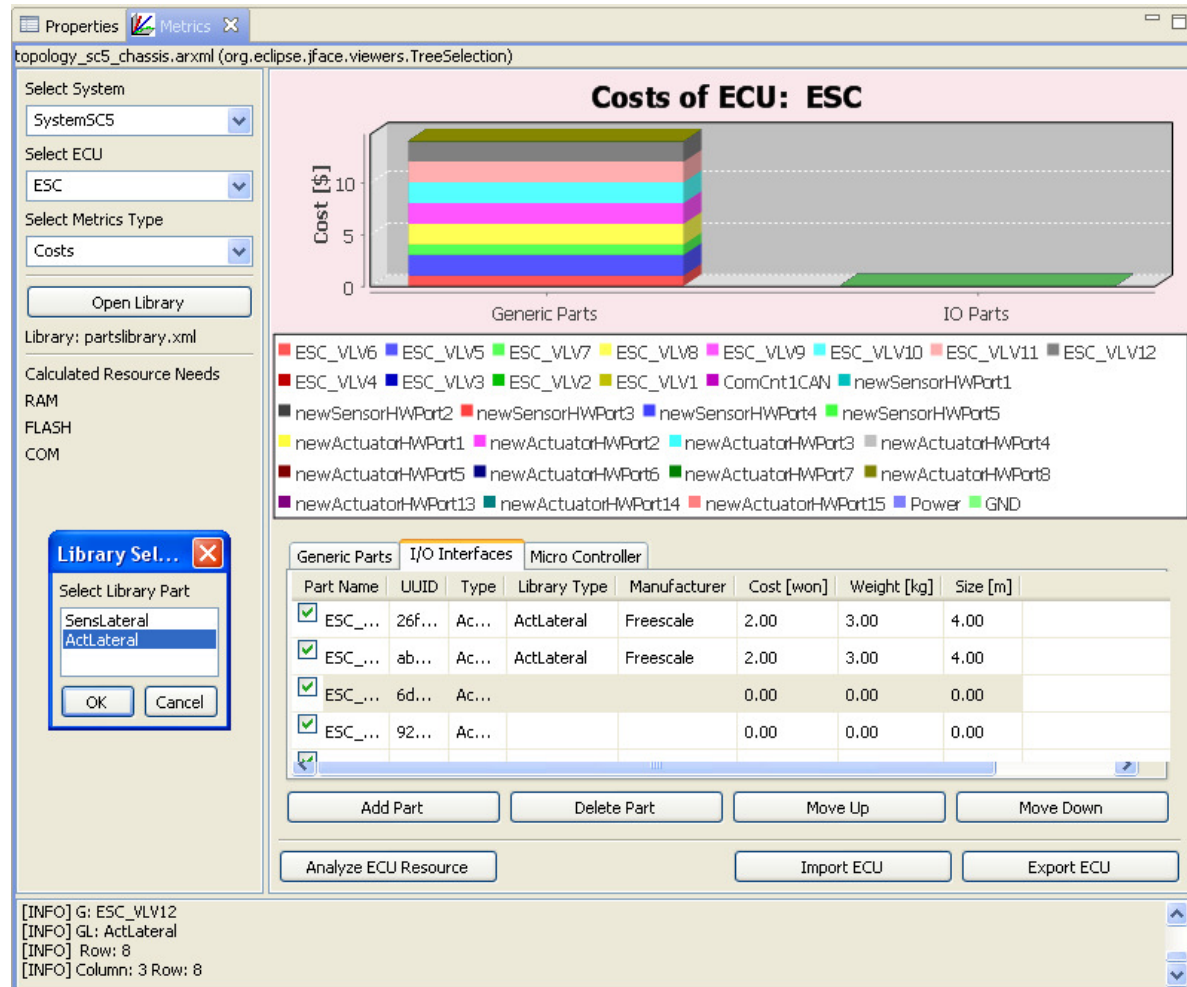 Properties Metrics
topology_sc5_chassis.arxml (org.eclipse.jface.viewers.TreeSelection)
Select System
SystemSC5
Select ECU
ESC
Select Metrics Type
Costs
Open Library
Library: partslibrary.xml
Calculated Resource Needs
RAM
FLASH
COM
Library Sel...
Select Library Part
SensLateral
ActLateral
OK Cancel
Costs of ECU: ESC
Cost [$]
10
5
0
Generic Parts IO Parts
ESC_VLV6 ESC_VLV5 ESC_VLV7 ESC_VLV8 ESC_VLV9 ESC_VLV10 ESC_VLV11 ESC_VLV12
ESC_VLV4 ESC_VLV3 ESC_VLV2 ESC_VLV1 ComCnt1CAN newSensorHWPort1
newSensorHWPort2 newSensorHWPort3 newSensorHWPort4 newSensorHWPort5
newActuatorHWPort1 newActuatorHWPort2 newActuatorHWPort3 newActuatorHWPort4
newActuatorHWPort5 newActuatorHWPort6 newActuatorHWPort7 newActuatorHWPort8
newActuatorHWPort13 newActuatorHWPort14 newActuatorHWPort15 Power GND
Generic Parts I/O Interfaces Micro Controller
Part Name UUID Type Library Type Manufacturer Cost [won] Weight [kg] Size [m]
ESC_... 26f... Ac... ActLateral Freescale 2.00 3.00 4.00
ESC_... ab... Ac... ActLateral Freescale 2.00 3.00 4.00
ESC_... 6d... Ac... 0.00 0.00 0.00
ESC_... 92... Ac... 0.00 0.00 0.00
Add Part Delete Part Move Up Move Down
Analyze ECU Resource Import ECU Export ECU
[INFO] G: ESC_VLV12
[INFO] GL: ActLateral
[INFO] Row: 8
[INFO] Column: 3 Row: 8